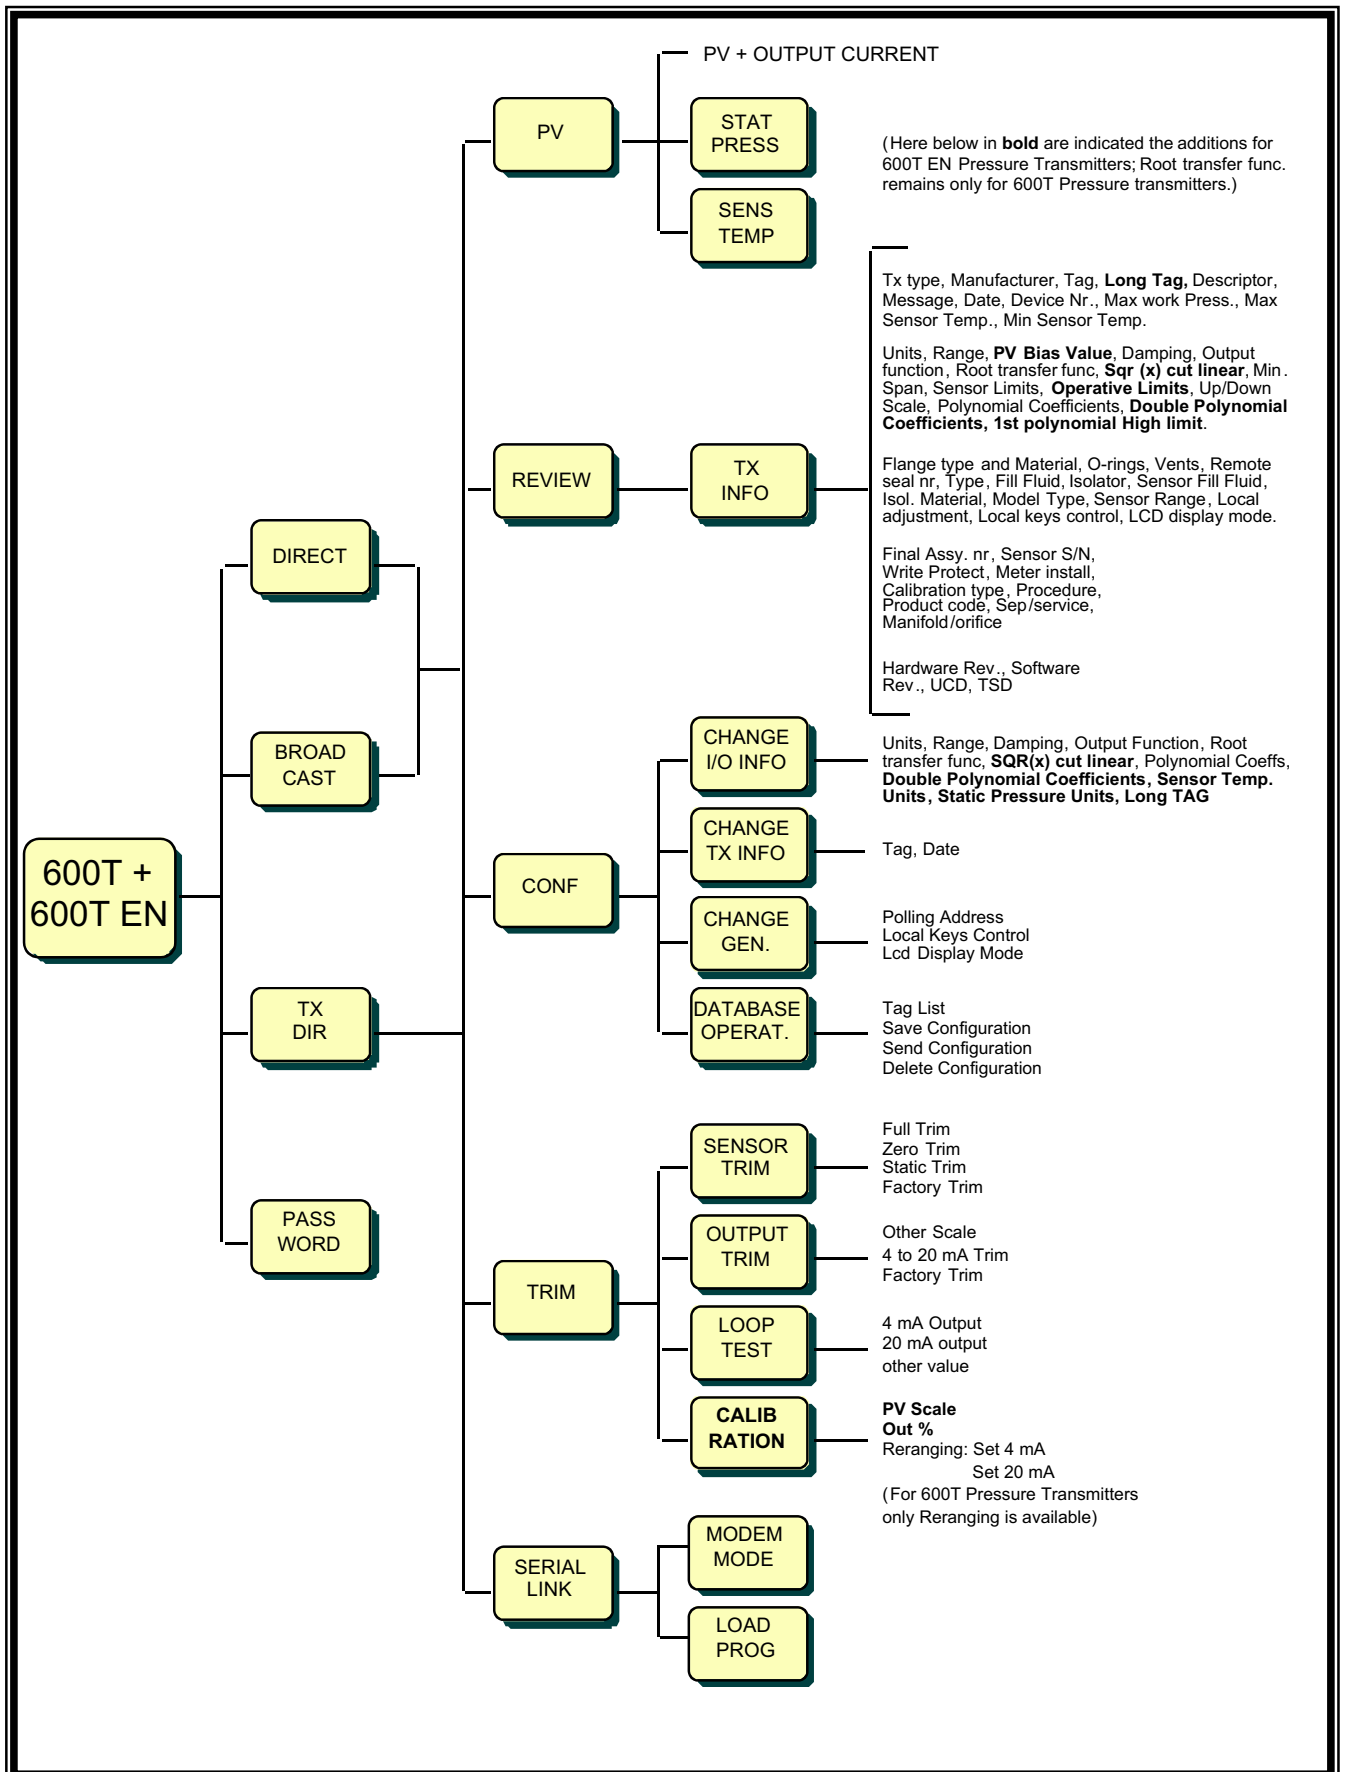 PV + OUTPUT CURRENT
PV
STAT
PRESS
(Here below in bold are indicated the additions for
600T EN Pressure Transmitters; Root transfer func.
remains only for 600T Pressure transmitters.)
SENS
TEMP
Tx type, Manufacturer, Tag, Long Tag, Descriptor,
Message, Date, Device Nr., Max work Press., Max
Sensor Temp., Min Sensor Temp.
Units, Range, PV Bias Value, Damping, Output
function, Root transfer func, Sqr (x) cut linear, Min.
Span, Sensor Limits, Operative Limits, Up/Down
Scale, Polynomial Coefficients, Double Polynomial
Coefficients, 1st polynomial High limit.
REVIEW
TX
INFO
Flange type and Material, O-rings, Vents, Remote
seal nr, Type, Fill Fluid, Isolator, Sensor Fill Fluid,
Isol. Material, Model Type, Sensor Range, Local
adjustment, Local keys control, LCD display mode.
DIRECT
Final Assy. nr, Sensor S/N,
Write Protect, Meter install,
Calibration type, Procedure,
Product code, Sep/service,
Manifold/orifice
Hardware Rev., Software
Rev., UCD, TSD
BROAD
CAST
CHANGE
I/O INFO
Units, Range, Damping, Output Function, Root
transfer func, SQR(x) cut linear, Polynomial Coeffs,
Double Polynomial Coefficients, Sensor Temp.
Units, Static Pressure Units, Long TAG
CHANGE
TX INFO
Tag, Date
600T +
600T EN
CONF
CHANGE
GEN.
Polling Address
Local Keys Control
Lcd Display Mode
TX
DIR
DATABASE
OPERAT.
Tag List
Save Configuration
Send Configuration
Delete Configuration
SENSOR
TRIM
Full Trim
Zero Trim
Static Trim
Factory Trim
PASS
WORD
OUTPUT
TRIM
Other Scale
4 to 20 mA Trim
Factory Trim
TRIM
LOOP
TEST
4 mA Output
20 mA output
other value
CALIB
RATION
PV Scale
Out %
Reranging: Set 4 mA
Set 20 mA
(For 600T Pressure Transmitters
only Reranging is available)
SERIAL
LINK
MODEM
MODE
LOAD
PROG